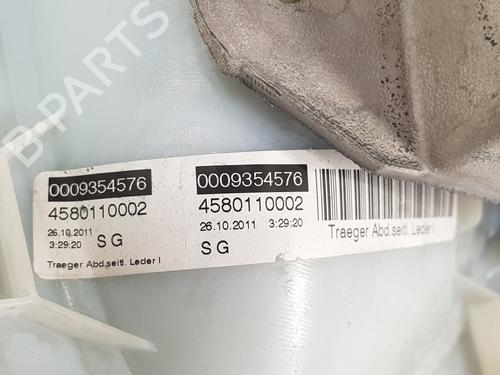 B-PARTS
0009354576
4580110002
26.10.2011
3:29:20 SG
Traeger Abd.seitl. Leder l
0009354576
4580110002
26.10.2011 3:29:20
SG
Traeger Abd.seitl. Leder l